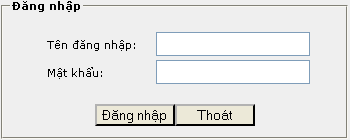 Đăng nhập
Tên đăng nhập:
Mật khẩu:
Đăng nhập Thoát